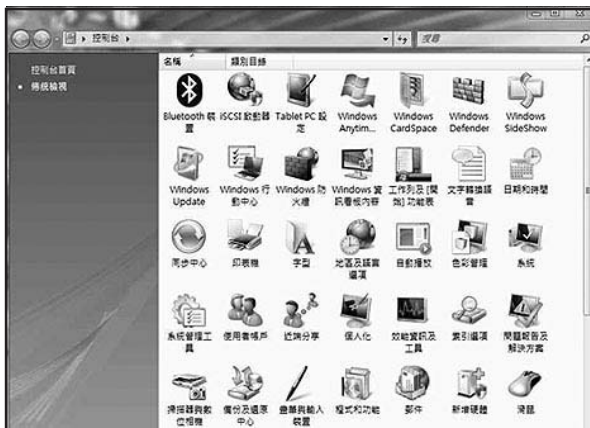 控制台
搜尋
控制台首頁
傳統檢視
名稱
類別目錄
Bluetooth 裝置
iSCSI 啟動器
Tablet PC 設定
Windows Anytim...
Windows CardSpace
Windows Defender
Windows SideShow
Windows Update
Windows 行動中心
Windows 防火牆
Windows 資訊看板內容
工作列及 [開始] 功能表
文字轉換語音
日期和時間
同步中心
印表機
字型
地區及語言選項
自動播放
色彩管理
系統
系統管理工具
使用者帳戶
近端分享
個人化
效能資訊及工具
索引選項
問題報告及解決方案
掃描器與數位相機
備份及還原中心
畫筆與輸入裝置
程式和功能
郵件
新增硬體
滑鼠